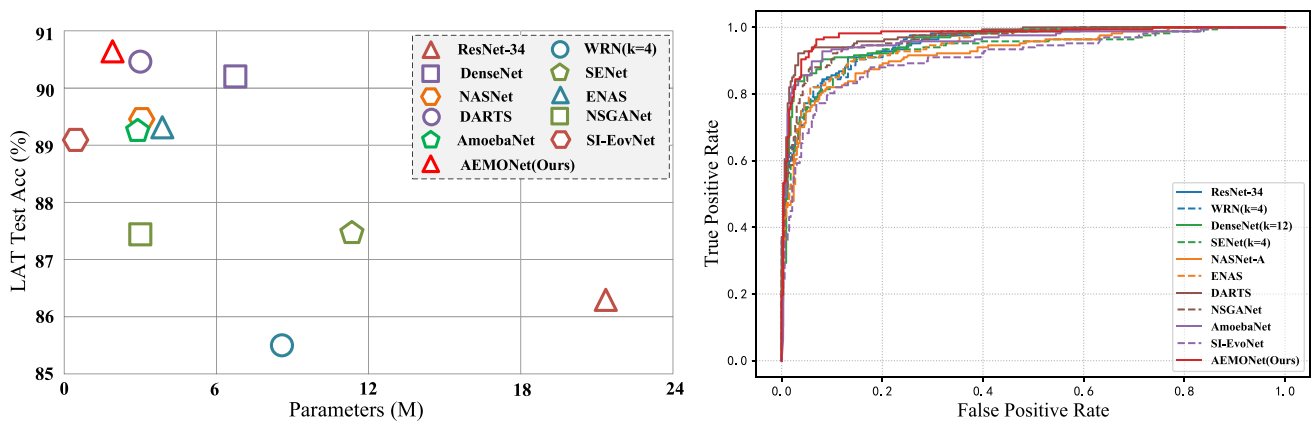 91
90
89
88
87
86
85
0
6
12
18
24
LAT Test Acc (%)
Parameters (M)
ResNet-34
WRN(k=4)
DenseNet
SENet
NASNet
ENAS
DARTS
NSGANet
AmoebaNet
SI-EovNet
AEMONet(Ours)
1.0
0.8
0.6
0.4
0.2
0.0
0.0
0.2
0.4
0.6
0.8
1.0
True Positive Rate
False Positive Rate
ResNet-34
WRN(k=4)
DenseNet(k=12)
SENet(k=4)
NASNet-A
ENAS
DARTS
NSGANet
AmoebaNet
SI-EvoNet
AEMONet(Ours)